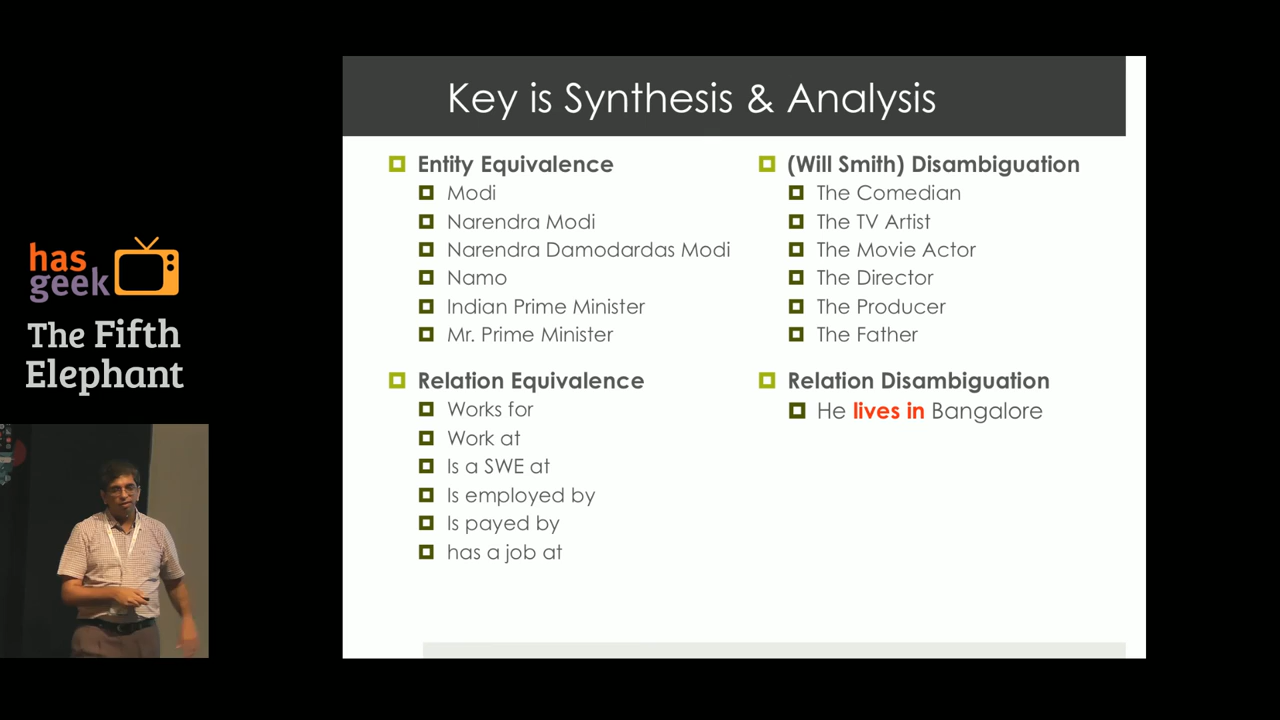 has
geek
The Fifth
Elephant
Key is Synthesis & Analysis
Entity Equivalence
Modi
Narendra Modi
Narendra Damodardas Modi
Namo
Indian Prime Minister
Mr. Prime Minister
Relation Equivalence
Works for
Work at
Is a SWE at
Is employed by
Is payed by
has a job at
(Will Smith) Disambiguation
The Comedian
The TV Artist
The Movie Actor
The Director
The Producer
The Father
Relation Disambiguation
He lives in Bangalore